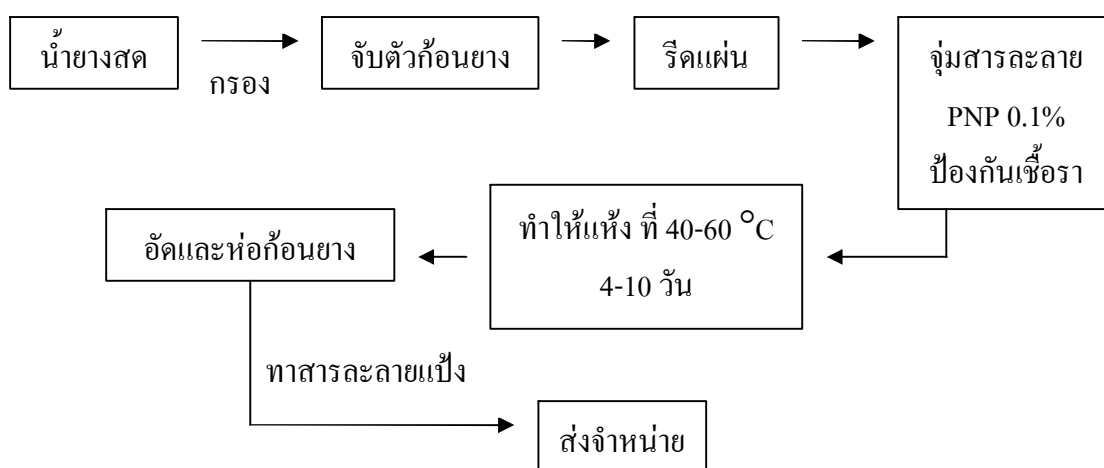 น้ำยางสด
กรอง
จับตัวก้อนยาง
รีดแผ่น
จุ่มสารละลาย
PNP 0.1%
ป้องกันเชื้อรา
ทำให้แห้ง ที่ 40-60 °C
4-10 วัน
อัดและห่อก้อนยาง
ทาสารละลายแป้ง
ส่งจำหน่าย